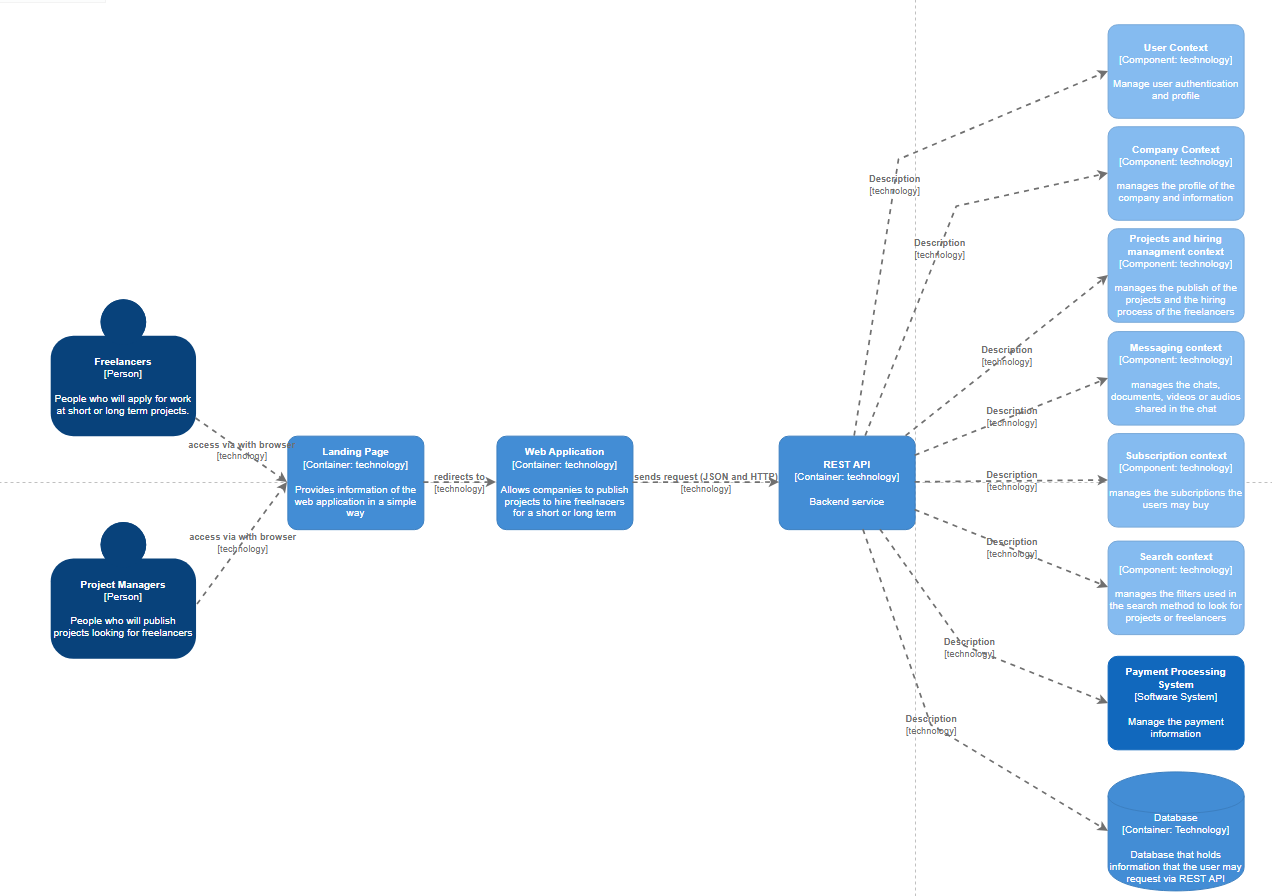 Freelancers
[Person]
People who will apply for work
at short or long term projects.
Project Managers
[Person]
People who will publish
projects looking for freelancers
access via with browser
[technology]
access via with browser
[technology]
Landing Page
[Container: technology]
Provides information of the
web application in a simple
way
redirects to
[technology]
Web Application
[Container: technology]
Allows companies to publish
projects to hire freelnacers
for a short or long term
sends request (JSON and HTTP)
[technology]
REST API
[Container: technology]
Backend service
Description
[technology]
Description
[technology]
Description
[technology]
Description
[technology]
Description
[technology]
Description
[technology]
Description
[technology]
Description
[technology]
User Context
[Component: technology]
Manage user authentication
and profile
Company Context
[Component: technology]
manages the profile of the
company and information
Projects and hiring
managment context
[Component: technology]
manages the publish of the
projects and the hiring
process of the freelancers
Messaging context
[Component: technology]
manages the chats,
documents, videos or audios
shared in the chat
Subscription context
[Component: technology]
manages the subcriptions the
users may buy
Search context
[Component: technology]
manages the filters used in
the search method to look for
projects or freelancers
Payment Processing
System
[Software System]
Manage the payment
information
Database
[Container: Technology]
Database that holds
information that the user may
request via REST API